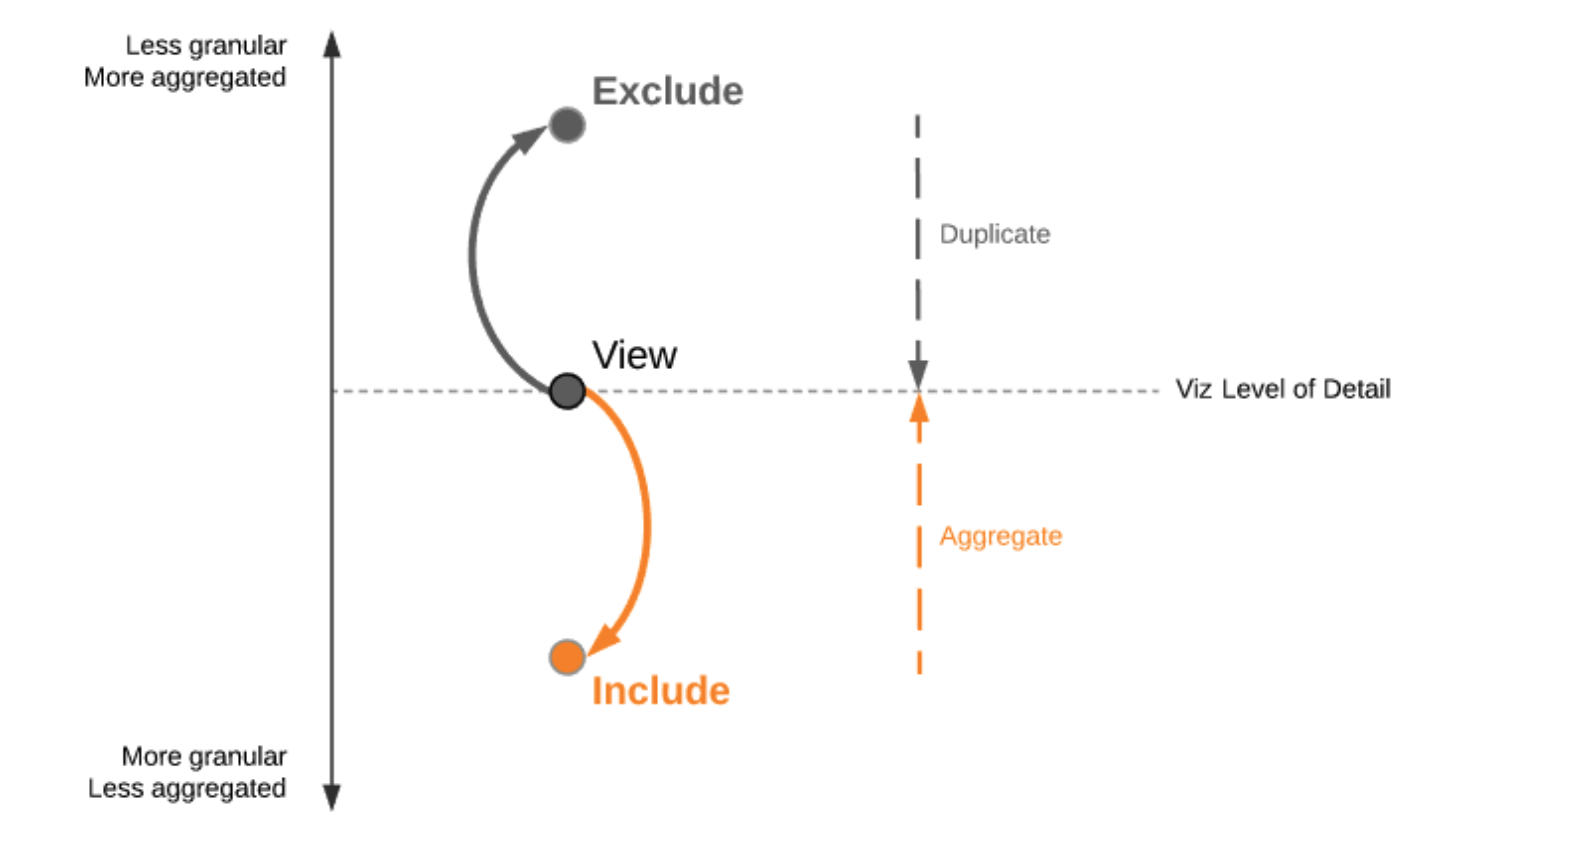 Less granular
More aggregated
Exclude
Duplicate
View
Viz Level of Detail
Aggregate
Include
More granular
Less aggregated